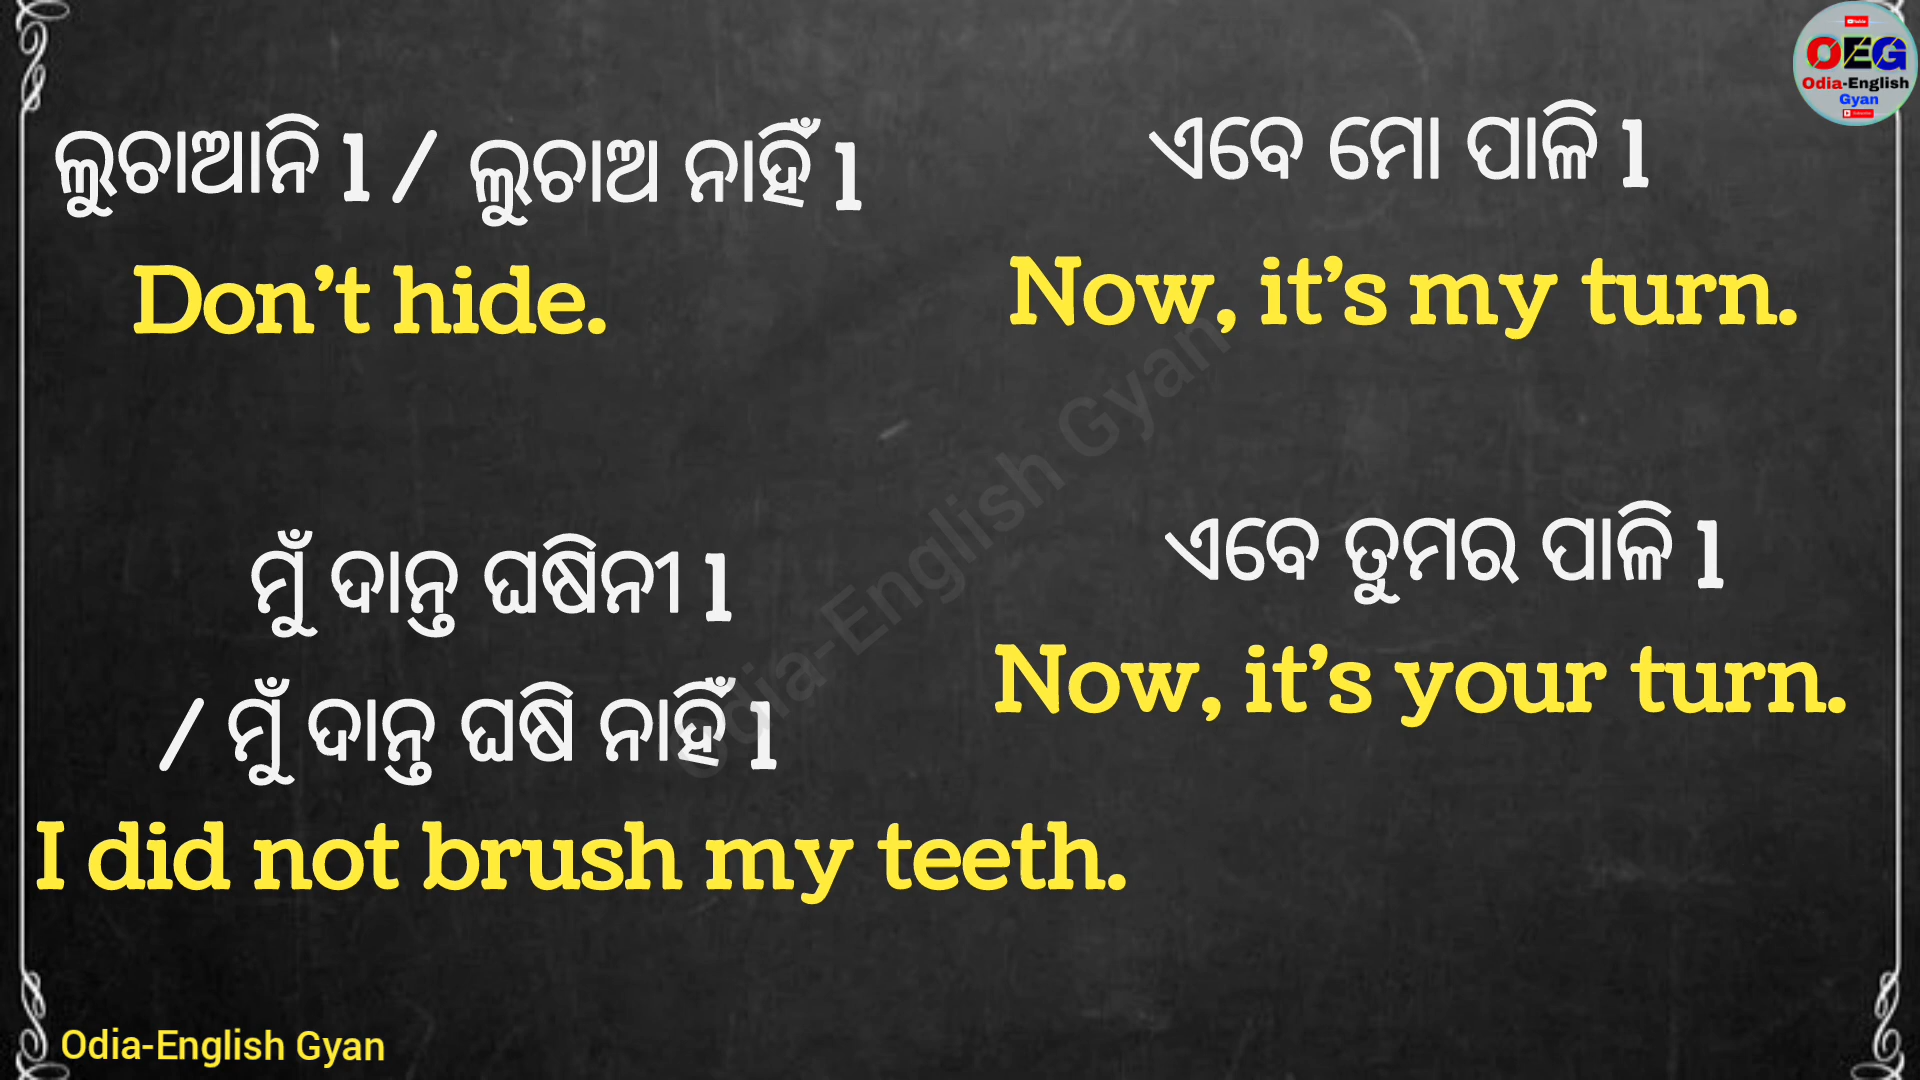 ଲୁଚାଆନି l / ଲୁଚାଅ ନାହିଁ l
Don't hide.
ମୁଁ ଦାନ୍ତ ଘଷିନୀ l
/ ମୁଁ ଦାନ୍ତ ଘଷି ନାହିଁ l
I did not brush my teeth.
ଏବେ ମୋ ପାଳି l
Now, it's my turn.
ଏବେ ତୁମର ପାଳି l
Now, it's your turn.
OEG
Odia-English
Gyan
Odia-English Gyan
Odia-English Gyan